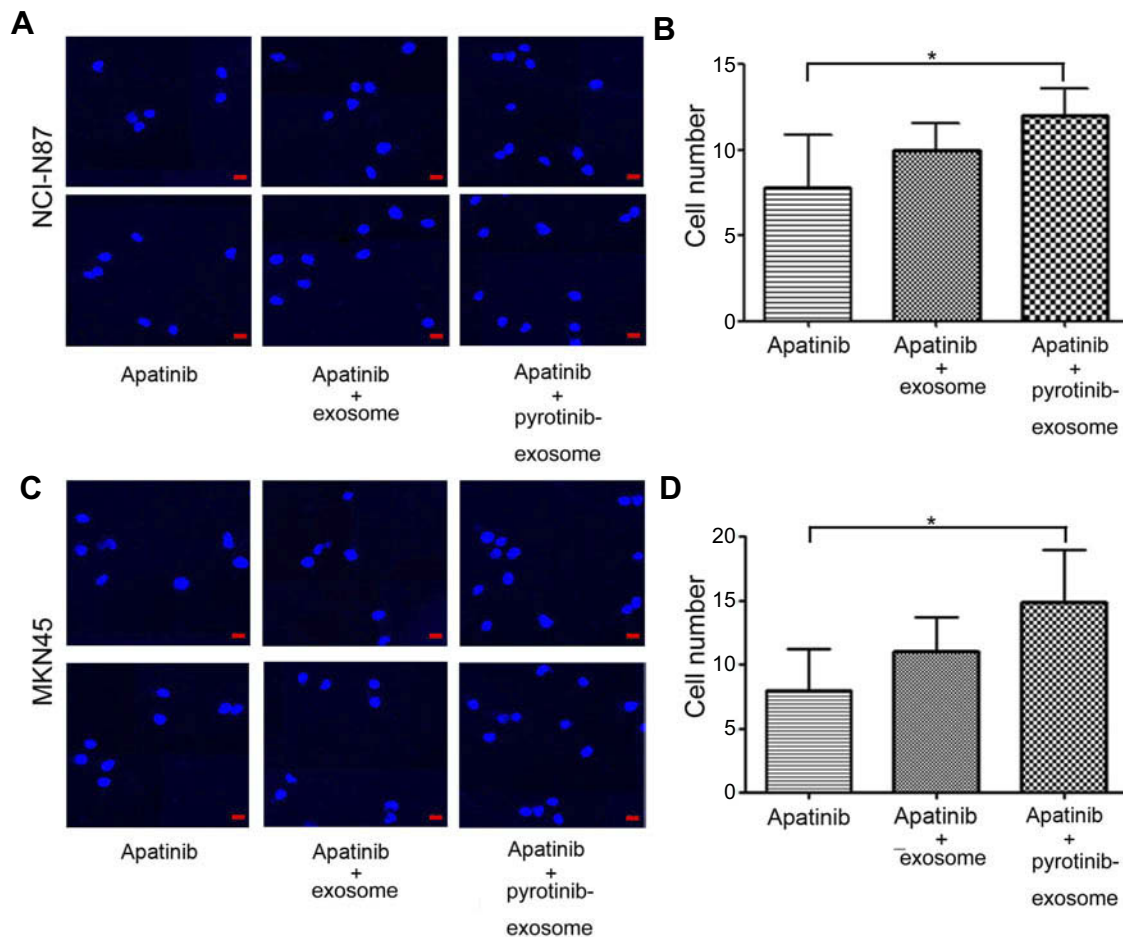 A
NCI-N87
Apatinib
Apatinib
+
exosome
Apatinib
+
pyrotinib-
exosome
B
Cell number
15
10
5
0
*
Apatinib
Apatinib
+
exosome
Apatinib
+
pyrotinib-
exosome
C
MKN45
Apatinib
Apatinib
+
exosome
Apatinib
+
pyrotinib-
exosome
D
Cell number
20
15
10
5
0
*
Apatinib
Apatinib
+
_exosome
Apatinib
+
pyrotinib-
exosome